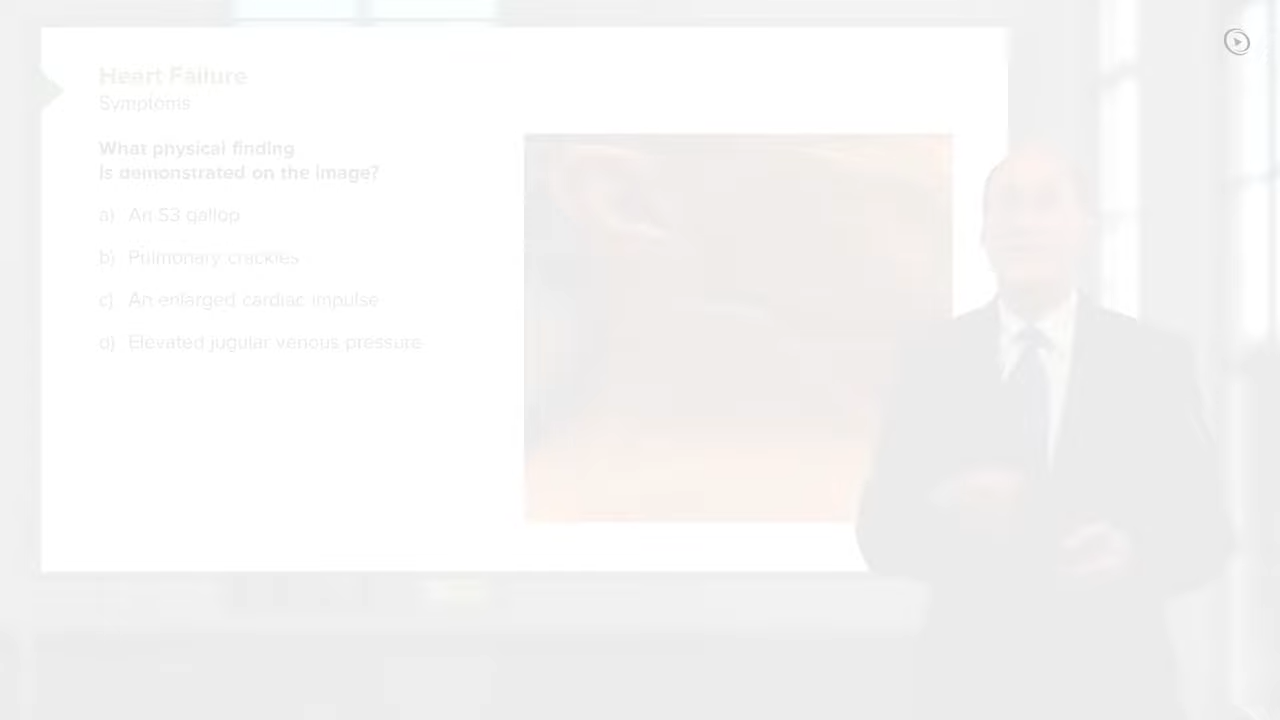 Heart Failure
Symptoms
What physical finding
is demonstrated on the image?
a) An S3 gallop
b) Pulmonary crackles
c) An enlarged cardiac impulse
d) Elevated jugular venous pressure